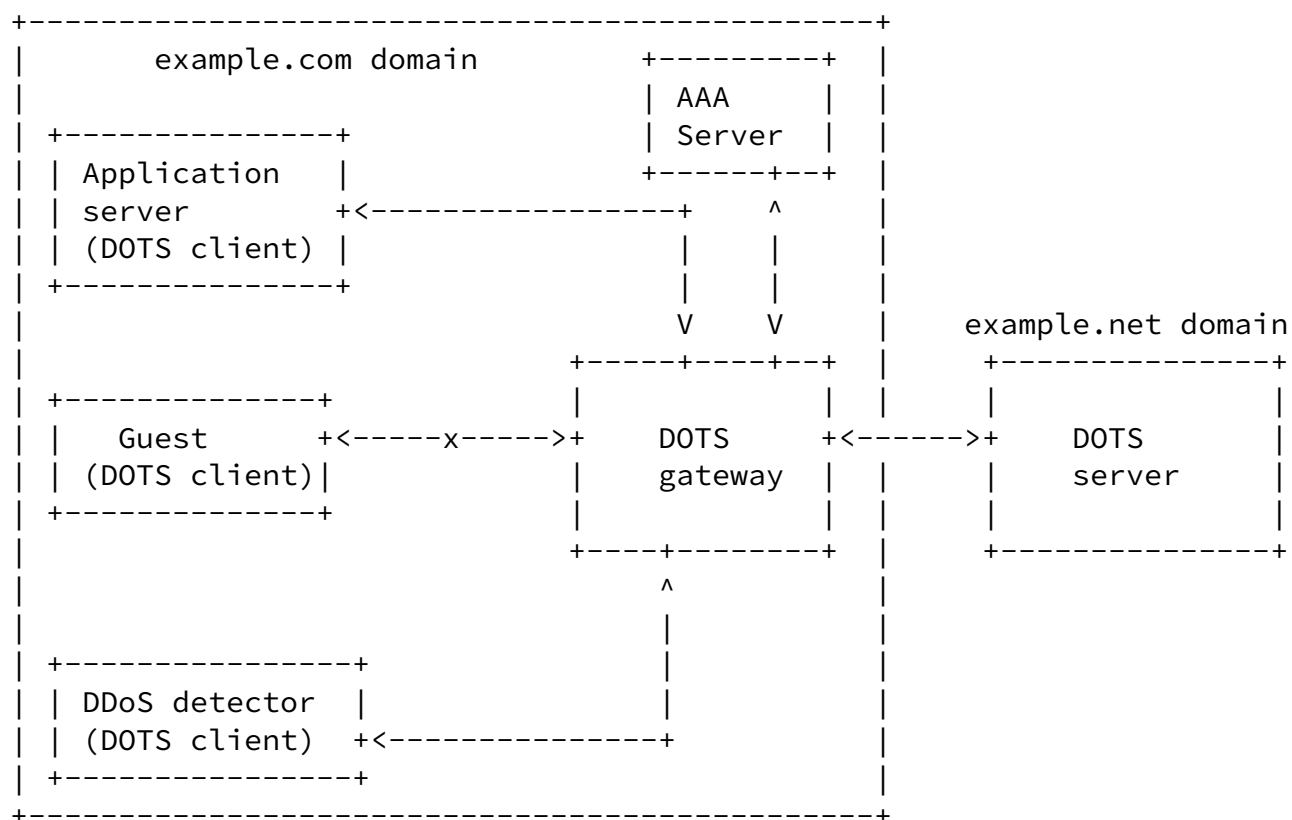 example.com domain
AAA
Server
Application
server
(DOTS client)
example.net domain
Guest
(DOTS client)
x
DOTS
gateway
DOTS
server
DDoS detector
(DOTS client)